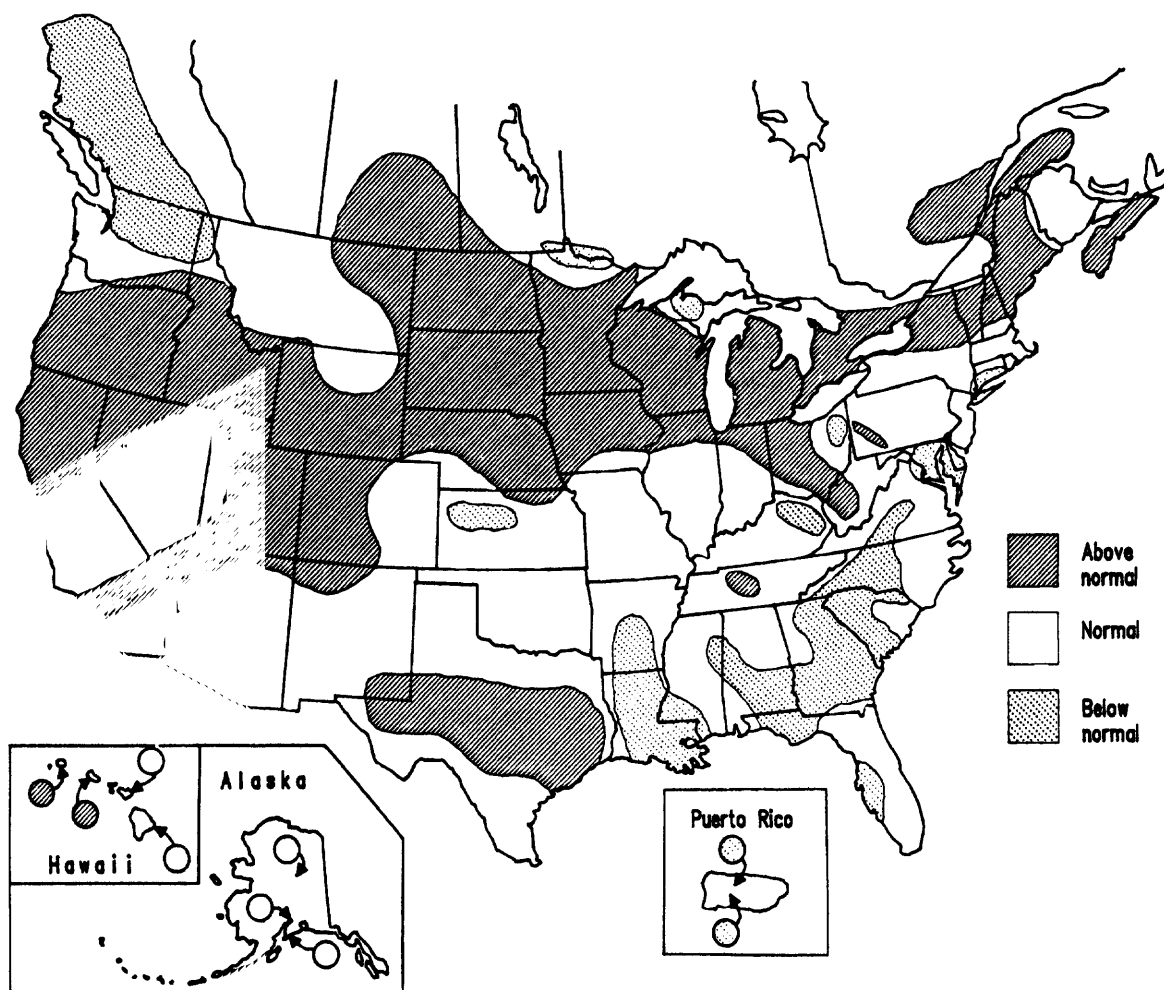 Above
normal
Normal
Below
normal
Alaska
Hawaii
Puerto Rico